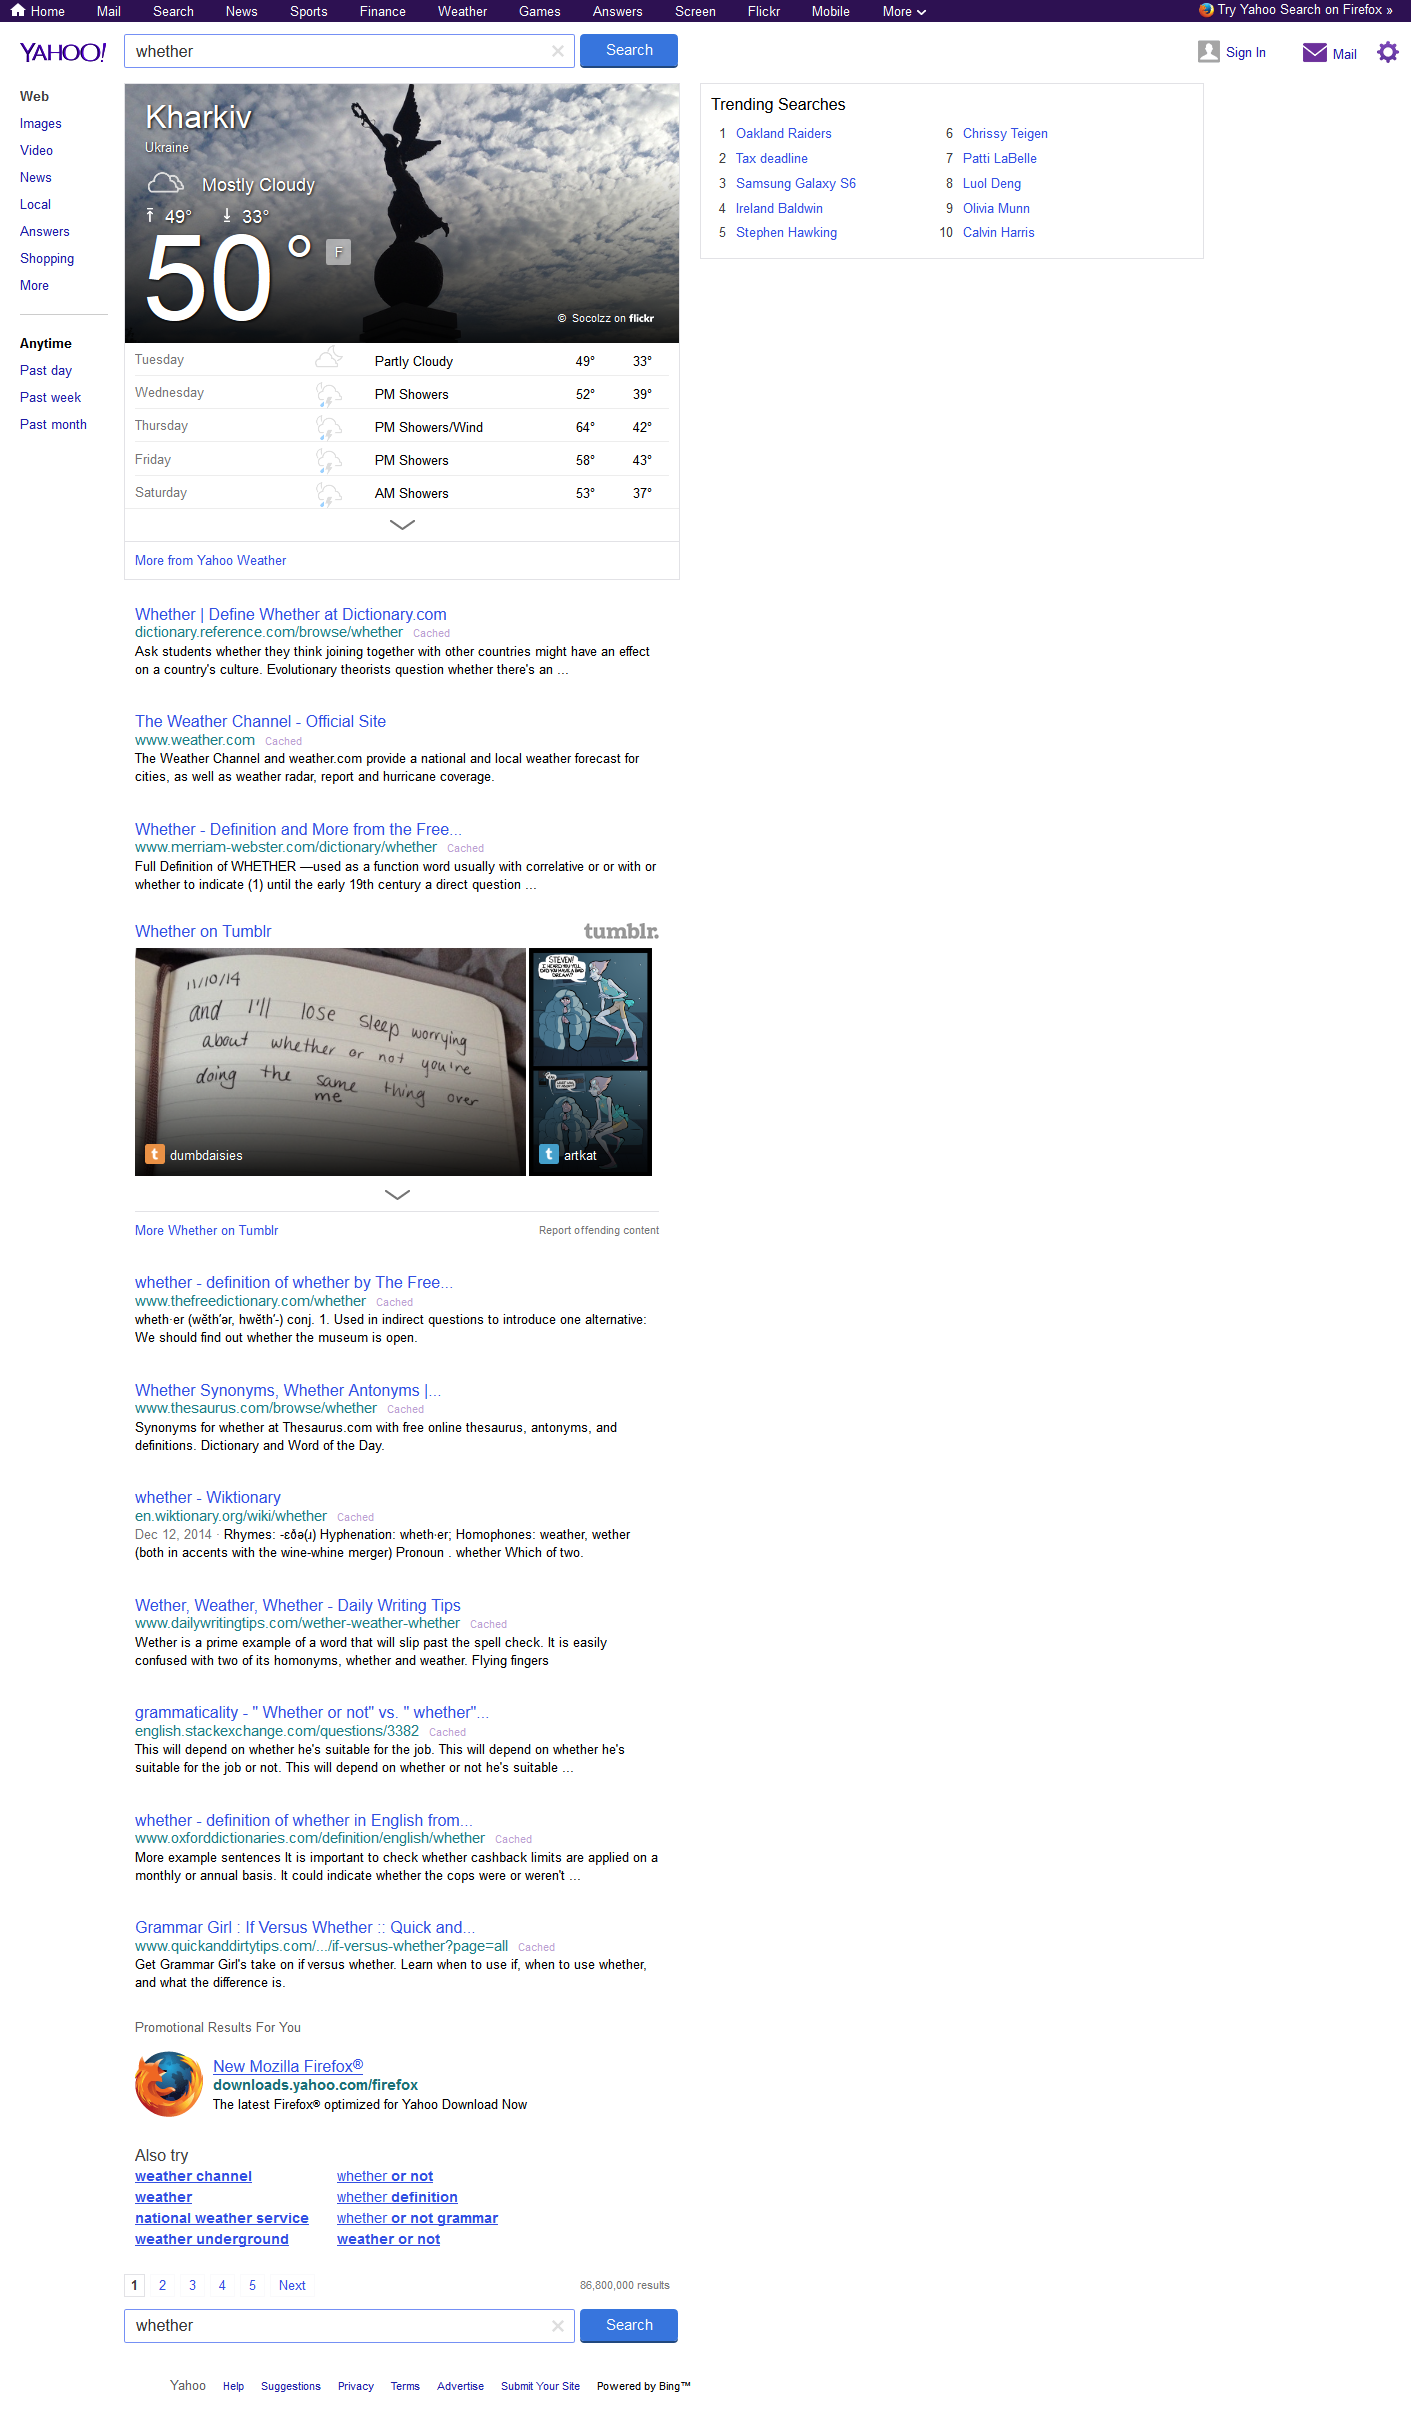 Home Mail Search News Sports Finance Weather Games Answers Screen Flickr Mobile More Try Yahoo Search on Firefox »
YAHOO! whether Search Sign In Mail
Web
Images
Video
News
Local
Answers
Shopping
More
Anytime
Past day
Past week
Past month
Kharkiv
Ukraine
Mostly Cloudy
49° 33°
50° F
© Socolzz on flickr
Tuesday Partly Cloudy 49° 33°
Wednesday PM Showers 52° 39°
Thursday PM Showers/Wind 64° 42°
Friday PM Showers 58° 43°
Saturday AM Showers 53° 37°
More from Yahoo Weather
Trending Searches
1 Oakland Raiders
2 Tax deadline
3 Samsung Galaxy S6
4 Ireland Baldwin
5 Stephen Hawking
6 Chrissy Teigen
7 Patti LaBelle
8 Luol Deng
9 Olivia Munn
10 Calvin Harris
Whether | Define Whether at Dictionary.com
dictionary.reference.com/browse/whether Cached
Ask students whether they think joining together with other countries might have an effect
on a country's culture. Evolutionary theorists question whether there's an ...
The Weather Channel - Official Site
www.weather.com Cached
The Weather Channel and weather.com provide a national and local weather forecast for
cities, as well as weather radar, report and hurricane coverage.
Whether - Definition and More from the Free...
www.merriam-webster.com/dictionary/whether Cached
Full Definition of WHETHER —used as a function word usually with correlative or or with or
whether to indicate (1) until the early 19th century a direct question ...
Whether on Tumblr tumblr.
11/10/14
and I'll lose sleep worrying
about whether or not you're
doing the same thing over
me
dumbdaisies
STEVEN!
I HEARD YOU YELL
DID YOU HAVE A BAD
DREAM?
artkat
More Whether on Tumblr Report offending content
whether - definition of whether by The Free...
www.thefreedictionary.com/whether Cached
wheth·er (wĕth′ər, hwĕth′-) conj. 1. Used in indirect questions to introduce one alternative:
We should find out whether the museum is open.
Whether Synonyms, Whether Antonyms |...
www.thesaurus.com/browse/whether Cached
Synonyms for whether at Thesaurus.com with free online thesaurus, antonyms, and
definitions. Dictionary and Word of the Day.
whether - Wiktionary
en.wiktionary.org/wiki/whether Cached
Dec 12, 2014 · Rhymes: -ɛðə(ɹ) Hyphenation: wheth·er; Homophones: weather, wether
(both in accents with the wine-whine merger) Pronoun . whether Which of two.
Wether, Weather, Whether - Daily Writing Tips
www.dailywritingtips.com/wether-weather-whether Cached
Wether is a prime example of a word that will slip past the spell check. It is easily
confused with two of its homonyms, whether and weather. Flying fingers
grammaticality - " Whether or not" vs. " whether"...
english.stackexchange.com/questions/3382 Cached
This will depend on whether he's suitable for the job. This will depend on whether he's
suitable for the job or not. This will depend on whether or not he's suitable ...
whether - definition of whether in English from...
www.oxforddictionaries.com/definition/english/whether Cached
More example sentences It is important to check whether cashback limits are applied on a
monthly or annual basis. It could indicate whether the cops were or weren't ...
Grammar Girl : If Versus Whether :: Quick and...
www.quickanddirtytips.com/.../if-versus-whether?page=all Cached
Get Grammar Girl's take on if versus whether. Learn when to use if, when to use whether,
and what the difference is.
Promotional Results For You
New Mozilla Firefox®
downloads.yahoo.com/firefox
The latest Firefox® optimized for Yahoo Download Now
Also try
weather channel whether or not
weather whether definition
national weather service whether or not grammar
weather underground weather or not
1 2 3 4 5 Next 86,800,000 results
whether Search
Yahoo Help Suggestions Privacy Terms Advertise Submit Your Site Powered by Bing™